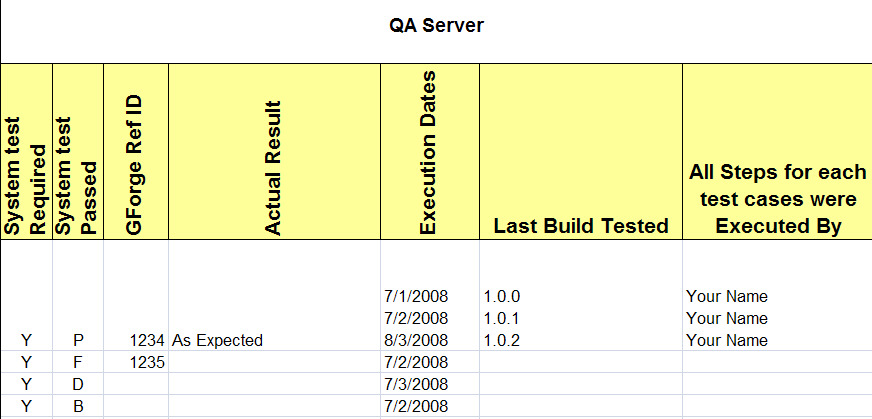 QA Server
System test
Required
System test
Passed
GForge Ref ID
Actual Result
Execution Dates
Last Build Tested
All Steps for each
test cases were
Executed By
7/1/2008 1.0.0 Your Name
7/2/2008 1.0.1 Your Name
Y P 1234 As Expected 8/3/2008 1.0.2 Your Name
Y F 1235 7/2/2008
Y D 7/3/2008
Y B 7/2/2008